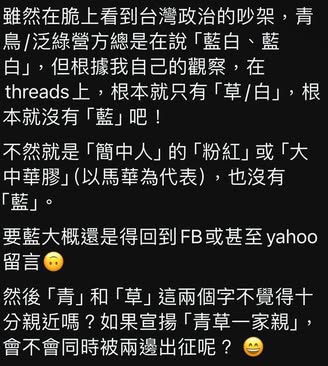 雖然在脆上看到台灣政治的吵架，青
鳥/泛綠營方總是在說「藍白、藍
白」，但根據我自己的觀察，在
threads上，根本就只有「草/白」，根
本就沒有「藍」吧！
不然就是「簡中人」的「粉紅」或「大
中華膠」(以馬華為代表)，也沒有
「藍」。
要藍大概還是得回到FB或甚至yahoo
留言🙃
然後「青」和「草」這兩個字不覺得十
分親近嗎？如果宣揚「青草一家親」，
會不會同時被兩邊出征呢？ 😄